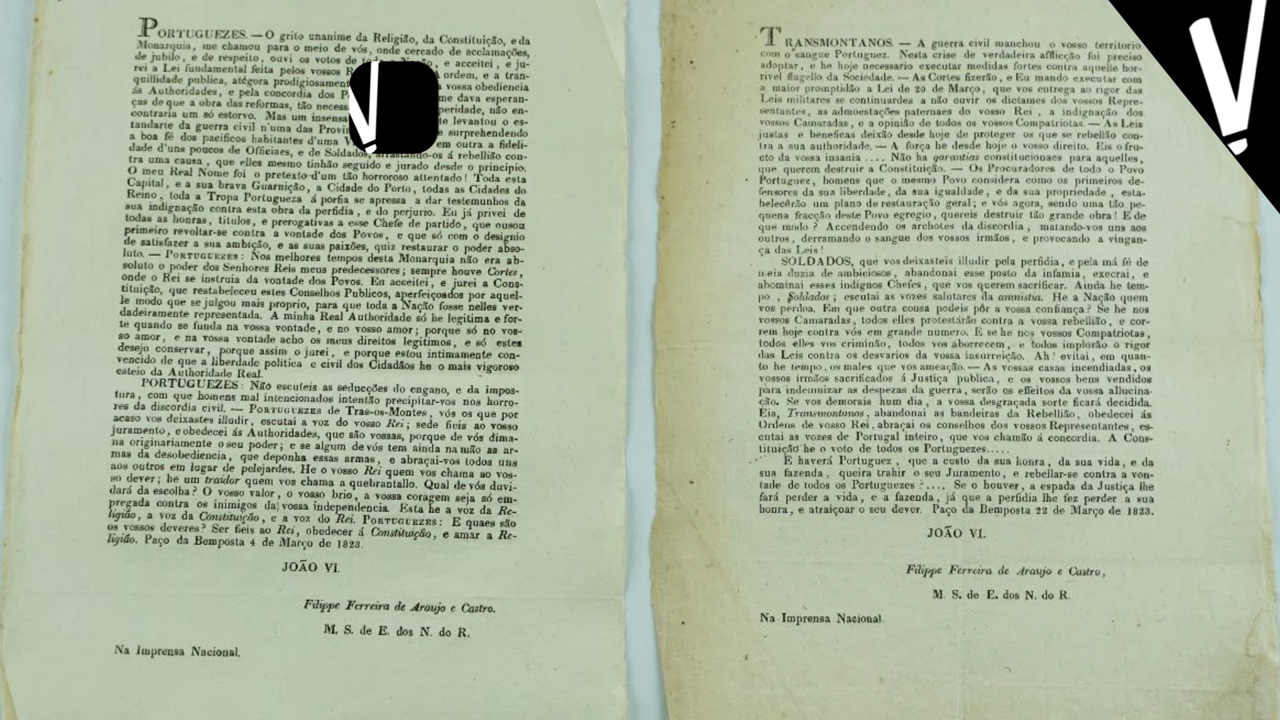 PORTUGUEZES. — O grito unanime da Religião, da Constituição, e da
Monarquia, me chamou para o meio de vós, onde cercado de acclamações,
de jubilo, e de respeito, ouvi os votos de Nação, e acceitei, e ju-
rei a Lei fundamental feita pelos vossos A ordem, e a tran-
quillidade publica, atégora prodigiosamen vossa obediencia
ás Authoridades, e pela concordia dos me dava esperan-
ças de que a obra das reformas, tão necess peridade, não en-
contraria um só estorvo. Mas um insensa levantou o es-
tandarte da guerra civil n'uma das Provin surprehendendo
a boa fé dos pacificos habitantes d'uma em outra a fideli-
dade d'uns poucos de Officiaes, e de Soldados, arrastando-os á rebellião con-
tra uma causa, que elles mesmo tinhão seguido e jurado desde o principio.
O meu Real Nome foi o pretexto d'um tão horroroso attentado! Toda esta
Capital, e a sua brava Guarnição, a Cidade do Porto, todas as Cidades do
Reino, toda a Tropa Portugueza á porfia se apressa a dar testemunhos da
sua indignação contra esta obra da perfidia, e do perjurio. Eu já privei de
todas as honras, titulos, e prerogativas a esse Chefe de partido, que ousou
primeiro revoltar-se contra a vontade dos Povos, e que só com o designio
de satisfazer a sua ambição, e as suas paixões, quiz restaurar o poder abso-
luto. — PORTUGUEZES: Nos melhores tempos desta Monarquia não era ab-
soluto o poder dos Senhores Reis meus predecessores; sempre houve Cortes,
onde o Rei se instruia da vontade dos Povos. Eu acceitei, e jurei a Cons-
tituição, que restabeleceu estes Conselhos Publicos, aperfeiçoados por aquel-
le modo que se julgou mais proprio, para que toda a Nação fosse nelles ver-
dadeiramente representada. A minha Real Authoridade só he legitima e for-
te quando se funda na vossa vontade, e no vosso amor; porque só no vos-
so amor, e na vossa vontade acho os meus direitos legitimos, e só estes
desejo conservar, porque assim o jurei, e porque estou intimamente con-
vencido de que a liberdade politica e civil dos Cidadãos he o mais vigoroso
esteio da Authoridade Real.
PORTUGUEZES: Não escuteis as seducções do engano, e da impos-
tura, com que homens mal intencionados intentão precipitar-vos nos horro-
res da discordia civil. — PORTUGUEZES de Tras-os-Montes, vós os que por
acaso vos deixastes illudir, escutai a voz do vosso Rei; sede fieis ao vosso
juramento, e obedecei ás Authoridades, que são vossas, porque de vós dima-
na originariamente o seu poder; e se algum de vós tem ainda na mão as ar-
mas da desobediencia, que deponha essas armas, e abraçai-vos todos uns
aos outros em lugar de pelejardes. He o vosso Rei quem vos chama ao vos-
so dever; he um traidor quem vos chama a quebrantallo. Qual de vós duvi-
dará da escolha? O vosso valor, o vosso brio, a vossa coragem seja só em-
pregada contra os inimigos da vossa independencia. Esta he a voz da Re-
ligião, a voz da Constituição, e a voz do Rei. PORTUGUEZES: E quaes são
os vossos deveres? Ser fieis ao Rei, obedecer á Constituição, e amar a Re-
ligião. Paço da Bemposta 4 de Março de 1823.
JOÃO VI.
Filippe Ferreira de Araujo e Castro.
M. S. de E. dos N. do R.
Na Imprensa Nacional.
TRANSMONTANOS. — A guerra civil manchou o vosso territorio
com o sangue Portuguez. Nesta crise de verdadeira afflicção foi preciso
adoptar, e he hoje necessario executar medidas fortes contra aquelle hor-
rivel flagello da Sociedade. — As Cortes fizerão, e Eu mando executar com
a maior promptidão a Lei de 20 de Março, que vos entrega ao rigor das
Leis militares se continuardes a não ouvir os dictames dos vossos Repre-
sentantes, as admoestações paternaes do vosso Rei, a indignação dos
vossos Camaradas, e a opinião de todos os vossos Compatriotas. — As Leis
justas e beneficas deixão desde hoje de proteger os que se rebellão con-
tra a sua authoridade. — A força he desde hoje o vosso direito. Eis o fru-
cto da vossa insania .... Não ha garantias constitucionaes para aquelles,
que querem destruir a Constituição. — Os Procuradores de todo o Povo
Portuguez, homens que o mesmo Povo considera como os primeiros de-
fensores da sua liberdade, da sua igualdade, e da sua propriedade, esta-
belecêrão um plano de restauração geral; e vós agora, sendo uma tão pe-
quena fracção deste Povo egregio, quereis destruir tão grande obra! E de
que modo? Accendendo os archotes da discordia, matando-vos uns aos
outros, derramando o sangue dos vossos irmãos, e provocando a vingan-
ça das Leis!
SOLDADOS, que vos deixasteis illudir pela perfidia, e pela má fé de
meia duzia de ambiciosos, abandonai esse posto da infamia, execrai, e
abominai esses indignos Chefes, que vos querem sacrificar. Ainda he tem-
po, Soldados; escutai as vozes salutares da amnistia. He a Nação quem
vos perdoa. Em que outra cousa podeis pôr a vossa confiança? Se he nos
vossos Camaradas, todos elles protestárão contra a vossa rebellião, e cor-
rem hoje contra vós em grande numero. E se he nos vossos Compatriotas,
todos elles vos criminão, todos vos aborrecem, e todos implorão o rigor
das Leis contra os desvarios da vossa insurreição. Ah! evitai, em quan-
to he tempo, os males que vos ameação. — As vossas casas incendiadas, os
vossos irmãos sacrificados á Justiça publica, e os vossos bens vendidos
para indemnizar as despezas da guerra, serão os effeitos da vossa allucina-
ção. Se vos demorais hum dia, a vossa desgraçada sorte ficará decidida.
Eia, Transmontanos, abandonai as bandeiras da Rebellião, obedecei ás
Ordens de vosso Rei, abraçai os conselhos dos vossos Representantes, es-
cutai as vozes de Portugal inteiro, que vos chamão á concordia. A Cons-
tituição he o voto de todos os Portuguezes.....
E haverá Portuguez, que a custo da sua honra, da sua vida, e da
sua fazenda, queira trahir o seu Juramento, e rebellar-se contra a von-
tade de todos os Portuguezes?.... Se o houver, a espada da Justiça lhe
fará perder a vida, e a fazenda, já que a perfidia lhe fez perder a sua
honra, e atraiçoar o seu dever. Paço da Bemposta 22 de Março de 1823.
JOÃO VI.
Filippe Ferreira de Araujo e Castro,
M. S. de E. dos N. do R.
Na Imprensa Nacional.